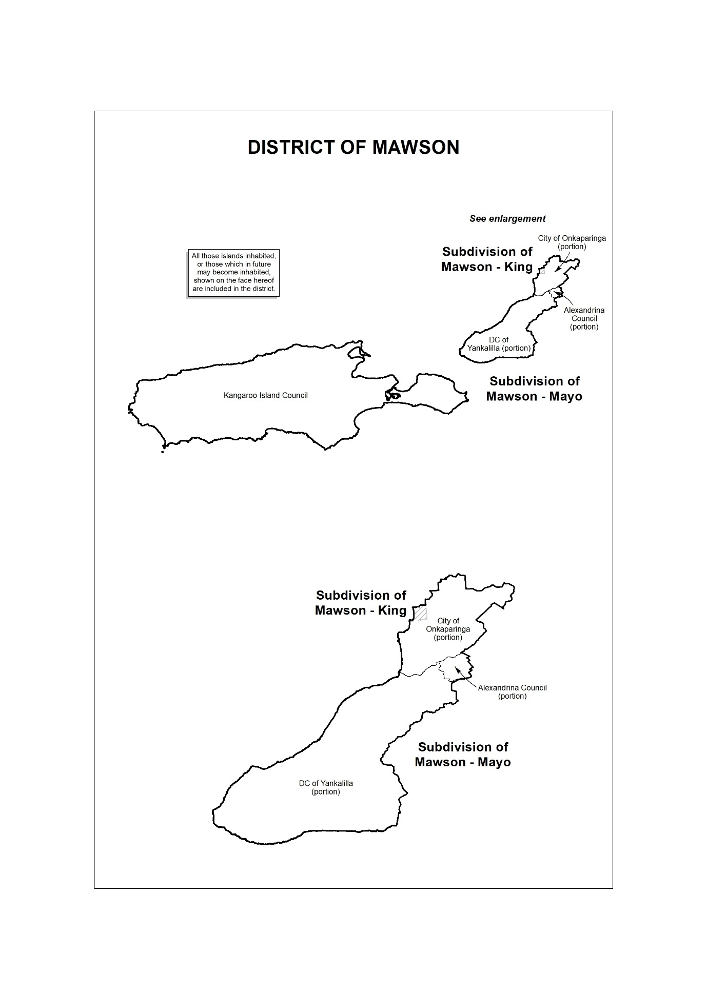 DISTRICT OF MAWSON
See enlargement
City of Onkaparinga
(portion)
Subdivision of
Mawson - King
All those islands inhabited,
or those which in future
may become inhabited,
shown on the face hereof
are included in the district.
Alexandrina
Council
(portion)
DC of
Yankalilla (portion)
Subdivision of
Mawson - Mayo
Kangaroo Island Council
Subdivision of
Mawson - King
City of
Onkaparinga
(portion)
Alexandrina Council
(portion)
Subdivision of
Mawson - Mayo
DC of Yankalilla
(portion)